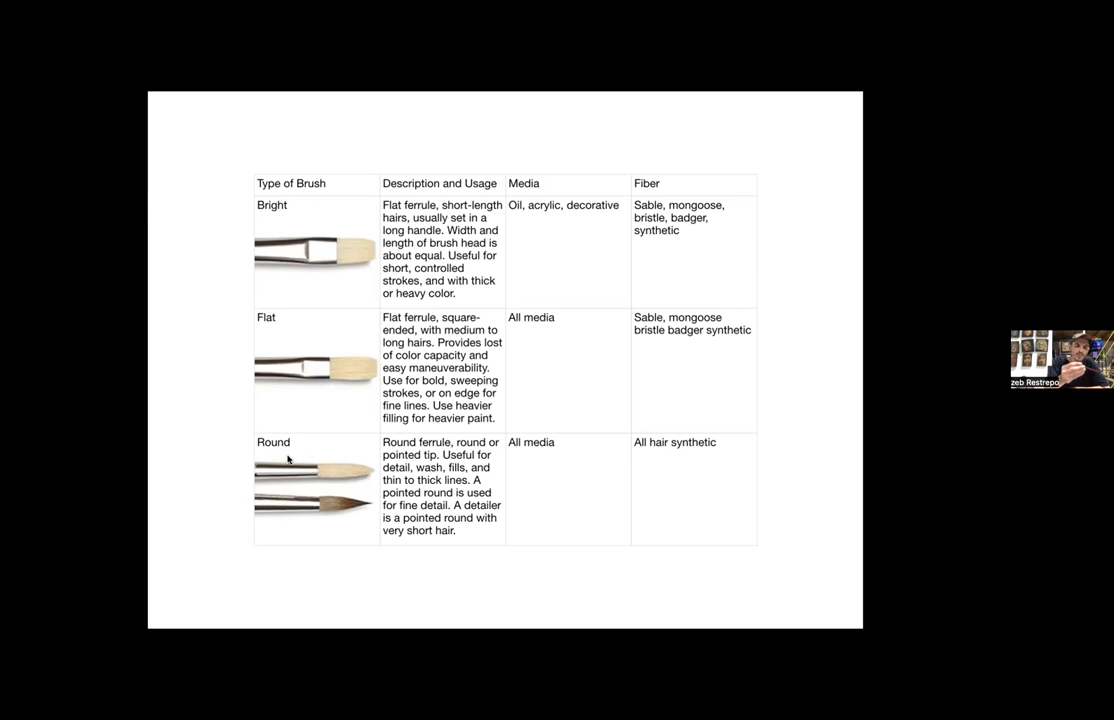 Type of Brush
Description and Usage
Media
Fiber
Bright
Flat ferrule, short-length
hairs, usually set in a
long handle. Width and
length of brush head is
about equal. Useful for
short, controlled
strokes, and with thick
or heavy color.
Oil, acrylic, decorative
Sable, mongoose,
bristle, badger,
synthetic
Flat
Flat ferrule, square-
ended, with medium to
long hairs. Provides lost
of color capacity and
easy maneuverability.
Use for bold, sweeping
strokes, or on edge for
fine lines. Use heavier
filling for heavier paint.
All media
Sable, mongoose
bristle badger synthetic
Round
Round ferrule, round or
pointed tip. Useful for
detail, wash, fills, and
thin to thick lines. A
pointed round is used
for fine detail. A detailer
is a pointed round with
very short hair.
All media
All hair synthetic
zeb Restrepo